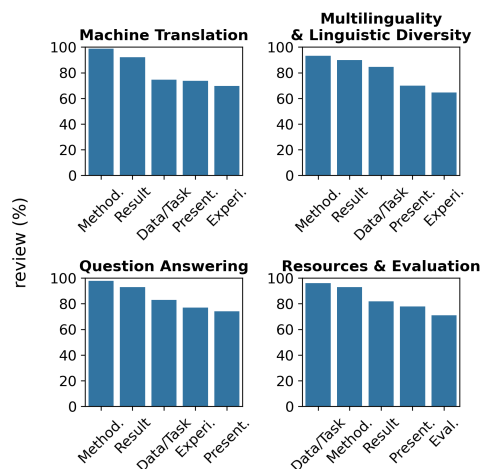 Machine Translation
100
80
60
40
20
0
Method.
Result
Data/Task
Present.
Experi.
Multilinguality
& Linguistic Diversity
100
80
60
40
20
0
Method.
Result
Data/Task
Present.
Experi.
review (%)
Question Answering
100
80
60
40
20
0
Method.
Result
Data/Task
Experi.
Present.
Resources & Evaluation
100
80
60
40
20
0
Data/Task
Method.
Result
Present.
Eval.